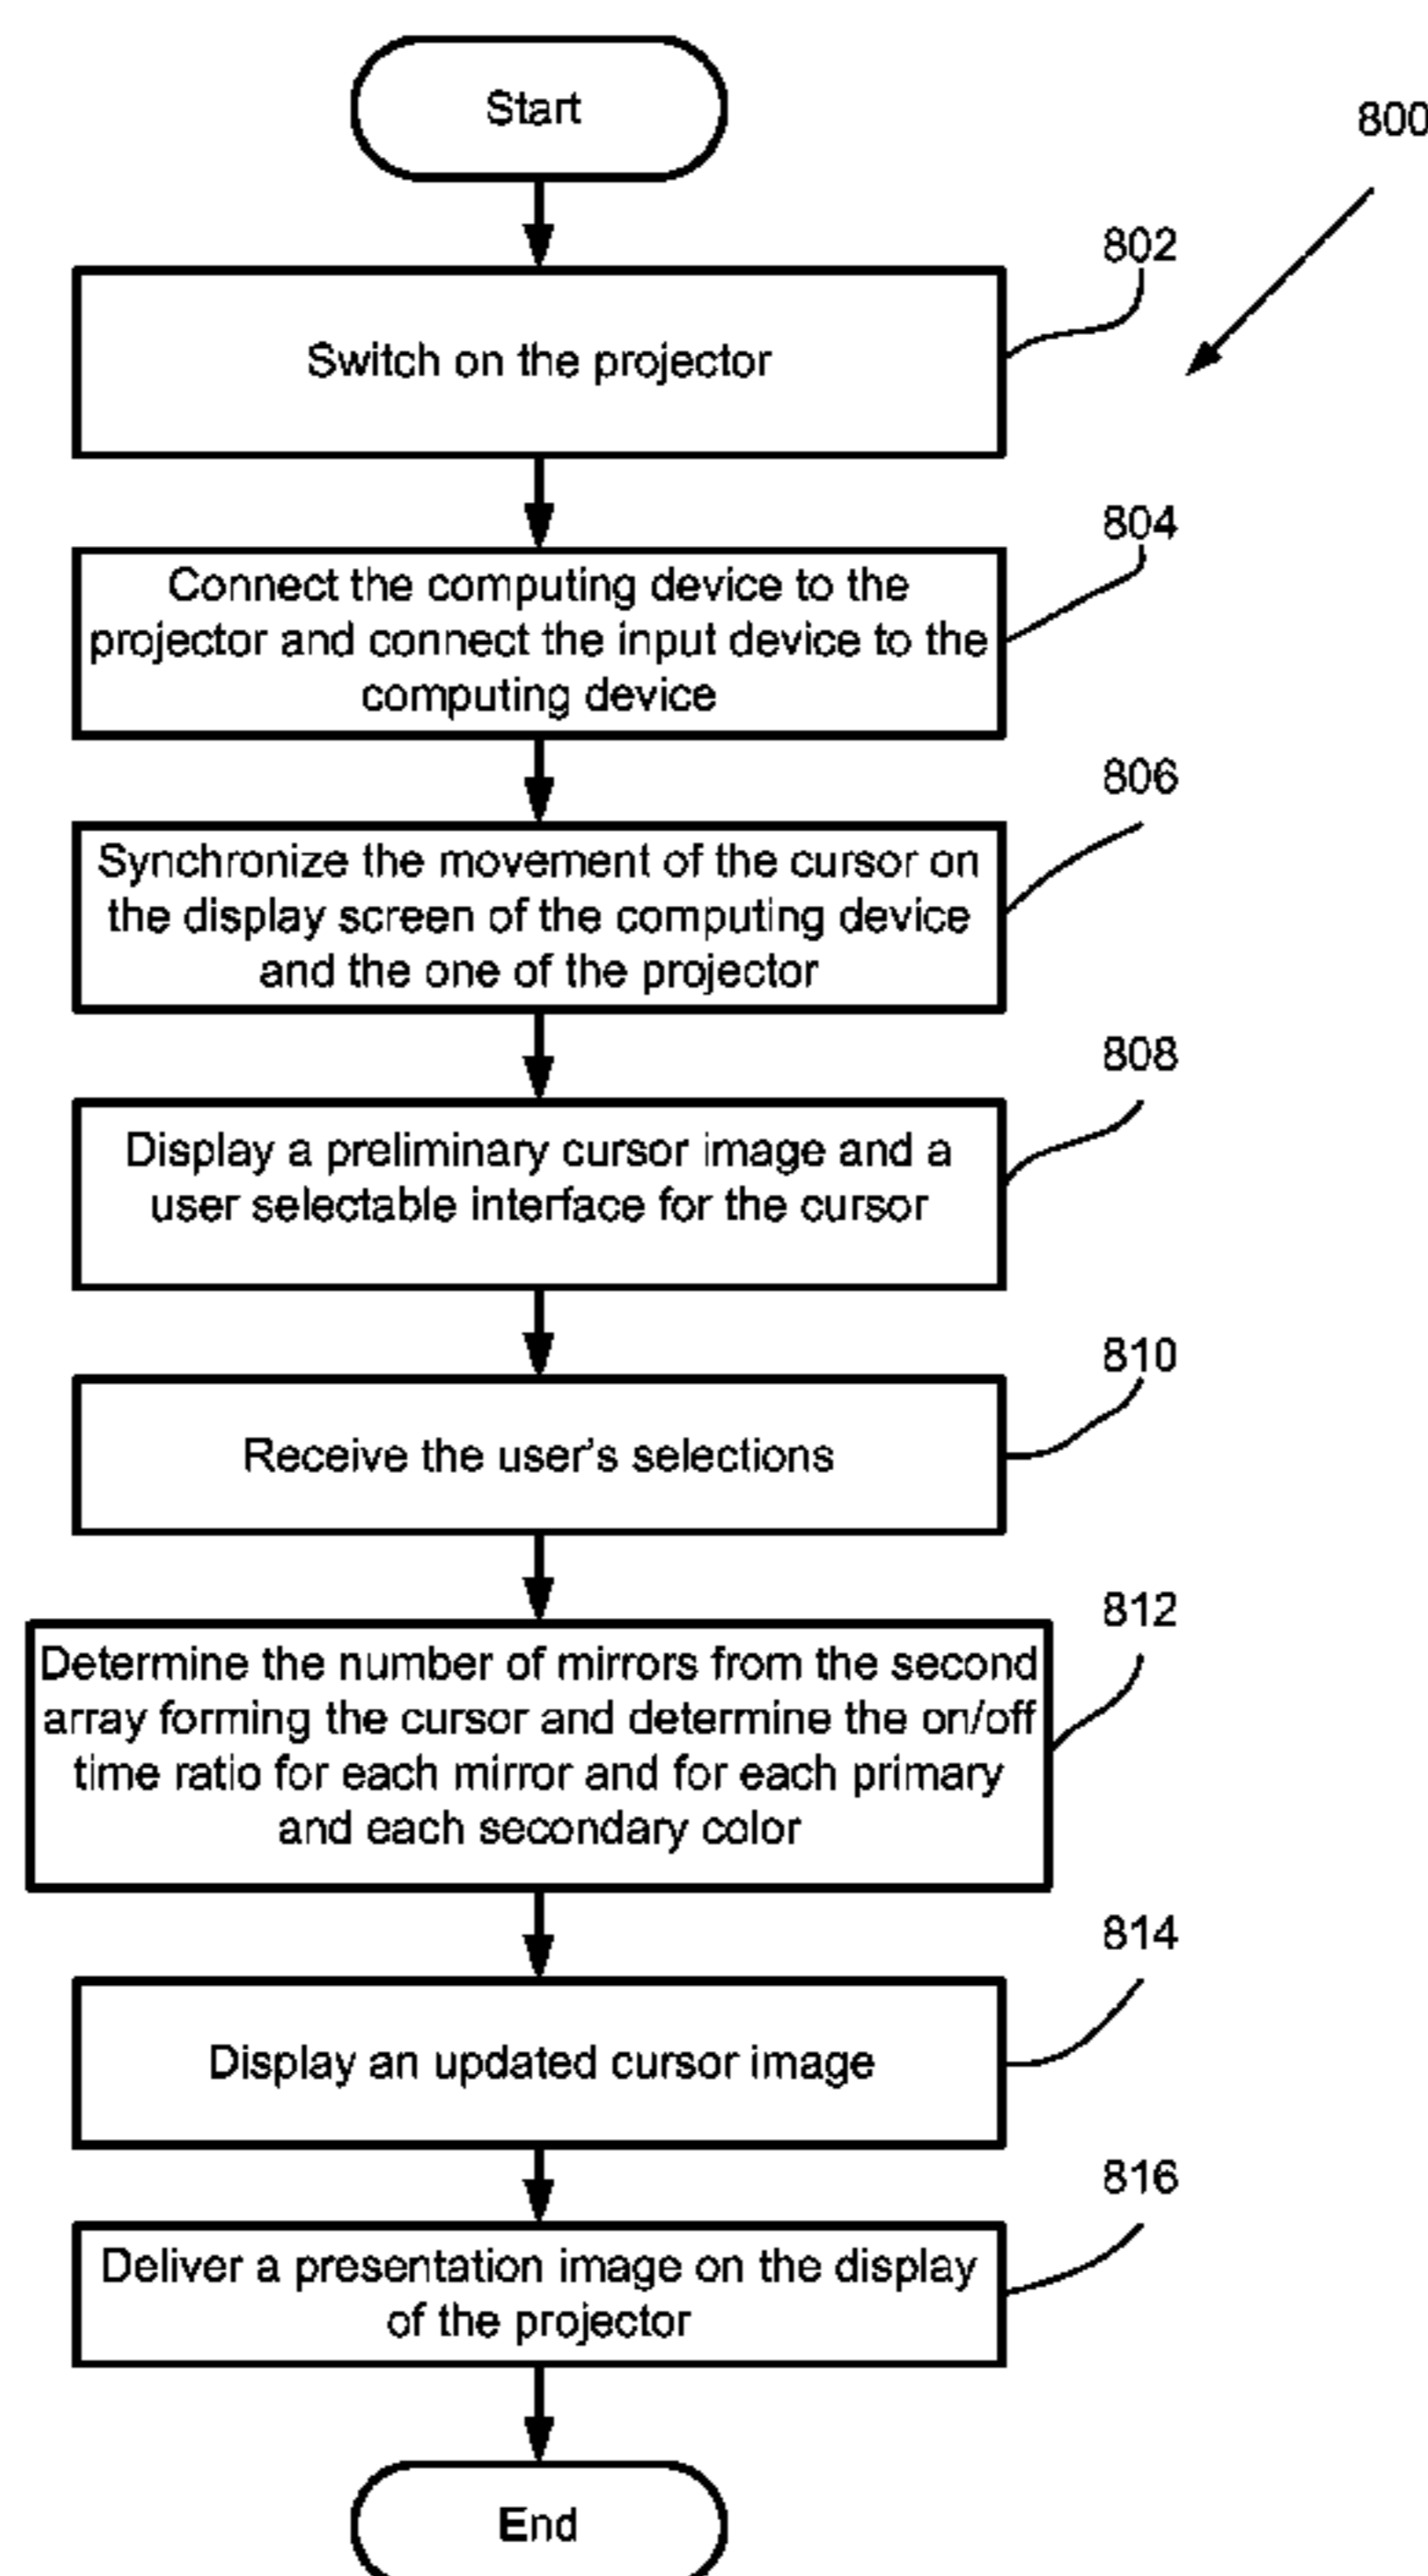 Start
800
802
Switch on the projector
804
Connect the computing device to the
projector and connect the input device to the
computing device
806
Synchronize the movement of the cursor on
the display screen of the computing device
and the one of the projector
808
Display a preliminary cursor image and a
user selectable interface for the cursor
810
Receive the user's selections
812
Determine the number of mirrors from the second
array forming the cursor and determine the on/off
time ratio for each mirror and for each primary
and each secondary color
814
Display an updated cursor image
816
Deliver a presentation image on the display
of the projector
End